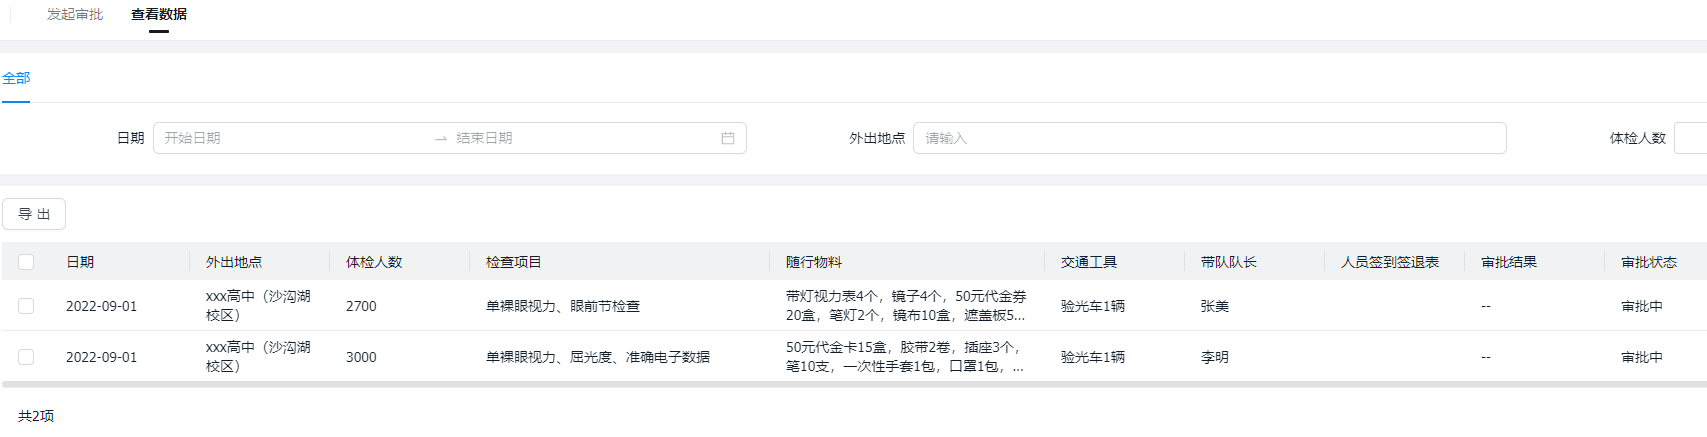 发起审批 查看数据
全部
日期 开始日期 结束日期 外出地点 请输入 体检人数
导 出
日期 外出地点 体检人数 检查项目 随行物料 交通工具 带队队长 人员签到签退表 审批结果 审批状态
2022-09-01 xxx高中（沙沟湖校区） 2700 单裸眼视力、眼前节检查 带灯视力表4个，镜子4个，50元代金券20盒，笔灯2个，镜布10盒，遮盖板5... 验光车1辆 张美 -- 审批中
2022-09-01 xxx高中（沙沟湖校区） 3000 单裸眼视力、屈光度、准确电子数据 50元代金卡15盒，胶带2卷，插座3个，笔10支，一次性手套1包，口罩1包，... 验光车1辆 李明 -- 审批中
共2项